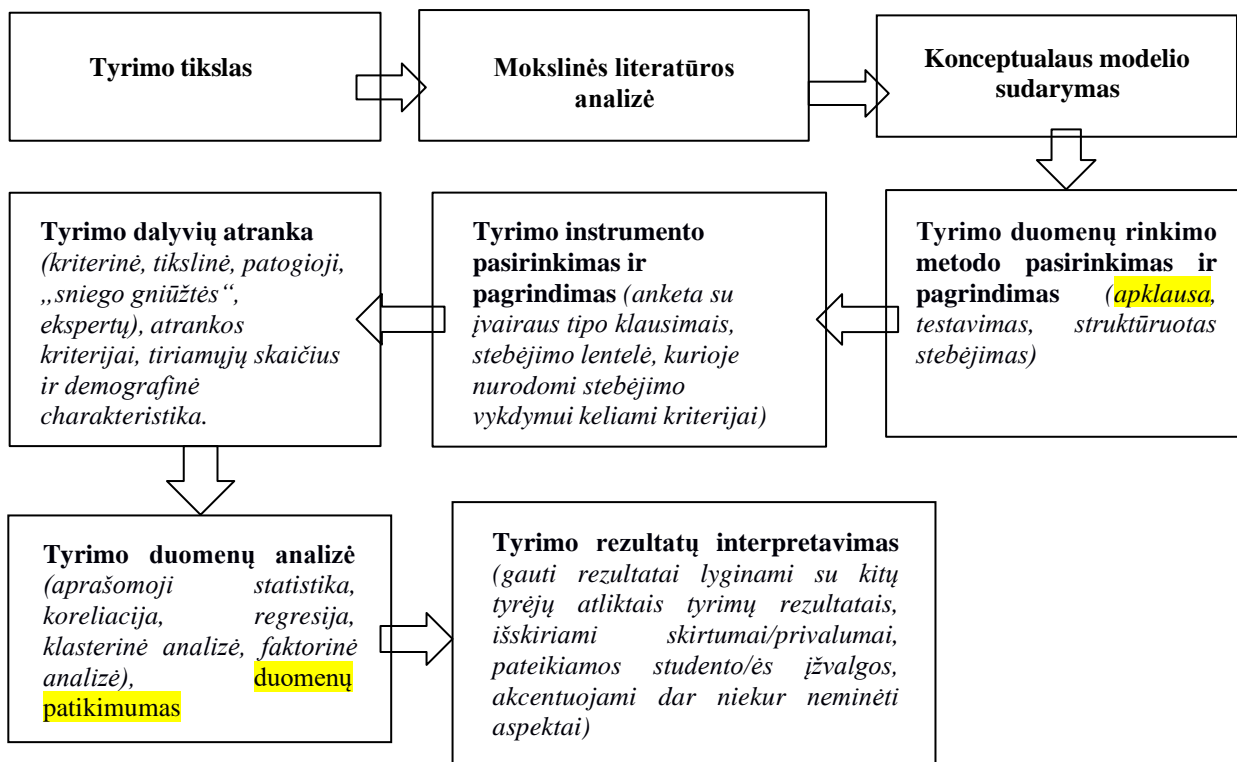 Tyrimo tikslas
Mokslinės literatūros
analizė
Konceptualaus modelio
sudarymas
Tyrimo duomenų rinkimo
metodo pasirinkimas ir
pagrindimas (apklausa,
testavimas, struktūruotas
stebėjimas)
Tyrimo instrumento
pasirinkimas ir
pagrindimas (anketa su
įvairaus tipo klausimais,
stebėjimo lentelė, kurioje
nurodomi stebėjimo
vykdymui keliami kriterijai)
Tyrimo dalyvių atranka
(kriterinė, tikslinė, patogioji,
„sniego gniūžtės“,
ekspertų), atrankos
kriterijai, tiriamųjų skaičius
ir demografinė
charakteristika.
Tyrimo duomenų analizė
(aprašomoji statistika,
koreliacija, regresija,
klasterinė analizė, faktorinė
analizė), duomenų
patikimumas
Tyrimo rezultatų interpretavimas
(gauti rezultatai lyginami su kitų
tyrėjų atliktais tyrimų rezultatais,
išskiriami skirtumai/privalumai,
pateikiamos studento/ės įžvalgos,
akcentuojami dar niekur neminėti
aspektai)